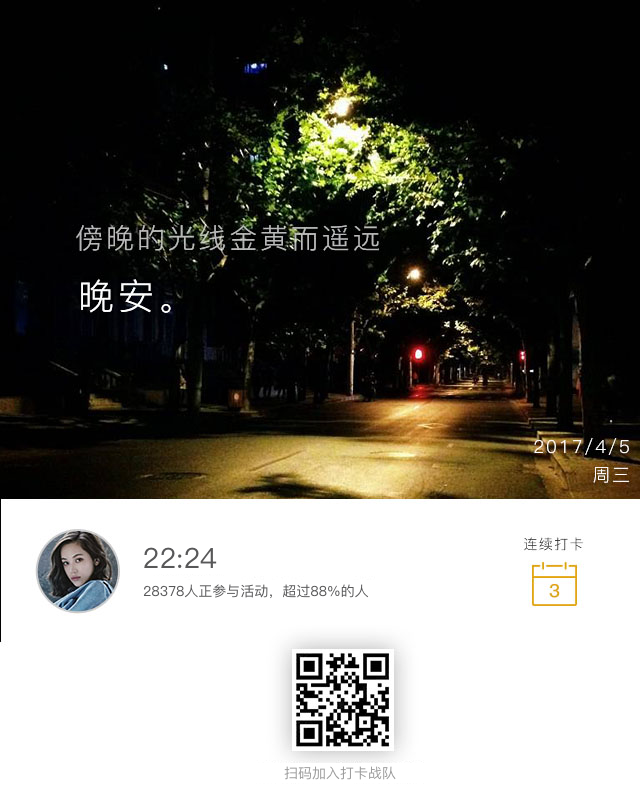 傍晚的光线金黄而遥远
晚安。
2017/4/5
周三
22:24
28378人正参与活动，超过88%的人
连续打卡
3
扫码加入打卡战队